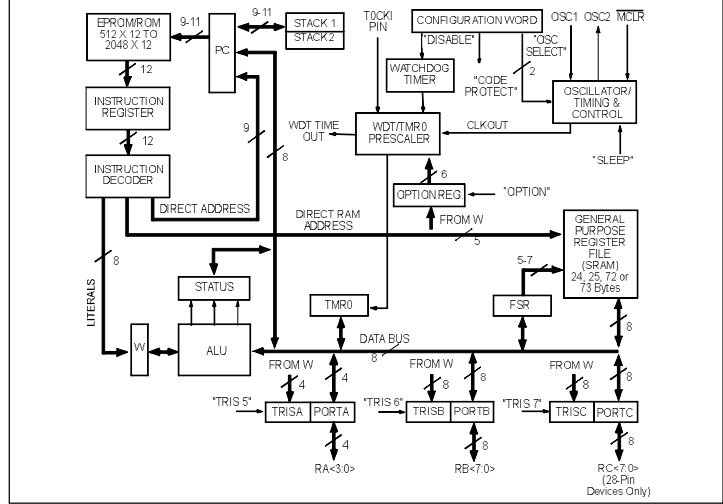 EPROM/ROM
512 X 12 TO
2048 X 12
9-11
PC
9-11
STACK 1
STACK 2
T0CKI
PIN
CONFIGURATION WORD
OSC1
OSC2
MCLR
"DISABLE"
"OSC
SELECT"
WATCHDOG
TIMER
"CODE
PROTECT"
2
OSCILLATOR/
TIMING &
CONTROL
12
INSTRUCTION
REGISTER
9
8
WDT TIME
OUT
WDT/TMR0
PRESCALER
CLKOUT
"SLEEP"
12
INSTRUCTION
DECODER
6
OPTION REG.
"OPTION"
DIRECT ADDRESS
DIRECT RAM
ADDRESS
FROM W
5
GENERAL
PURPOSE
REGISTER
FILE
(SRAM)
24, 25, 72 or
73 Bytes
8
LITERALS
STATUS
5-7
TMR0
FSR
8
W
ALU
DATA BUS
8
FROM W
4
4
FROM W
8
8
FROM W
8
8
"TRIS 5"
TRISA
PORTA
"TRIS 6"
TRISB
PORTB
"TRIS 7"
TRISC
PORTC
4
8
8
RA<3:0>
RB<7:0>
RC<7:0>
(28-Pin
Devices Only)